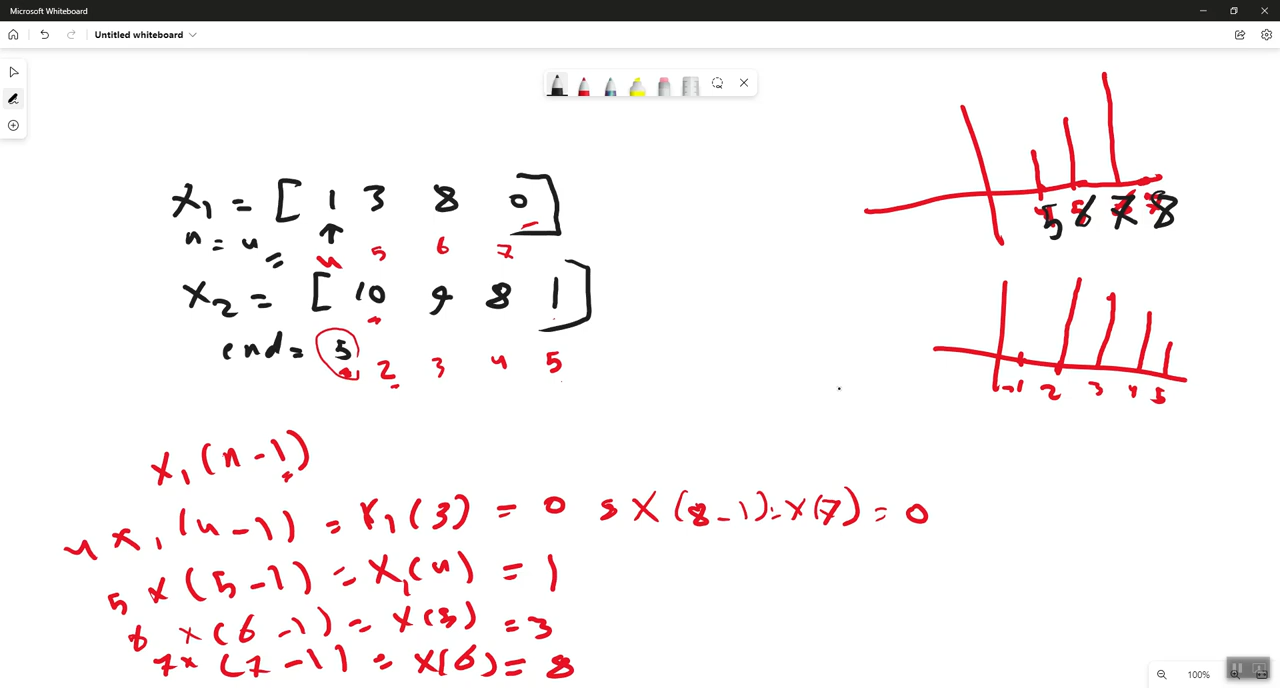 Microsoft Whiteboard
Untitled whiteboard
x₁ = [ 1 3 8 0 ]
n = 4
4 5 6 7
x₂ = [ 10 9 8 1 ]
end = 5
2 3 4 5
5 6 7 8
1 2 3 4 5
x₁ (n - 1)
4 x₁ (4 - 1) = x₁ (3) = 0
8 x (8 - 1) = x (7) = 0
5 x (5 - 1) = x₁ (4) = 1
6 x (6 - 1) = x (5) = 3
7 x (7 - 1) = x (6) = 8
100%